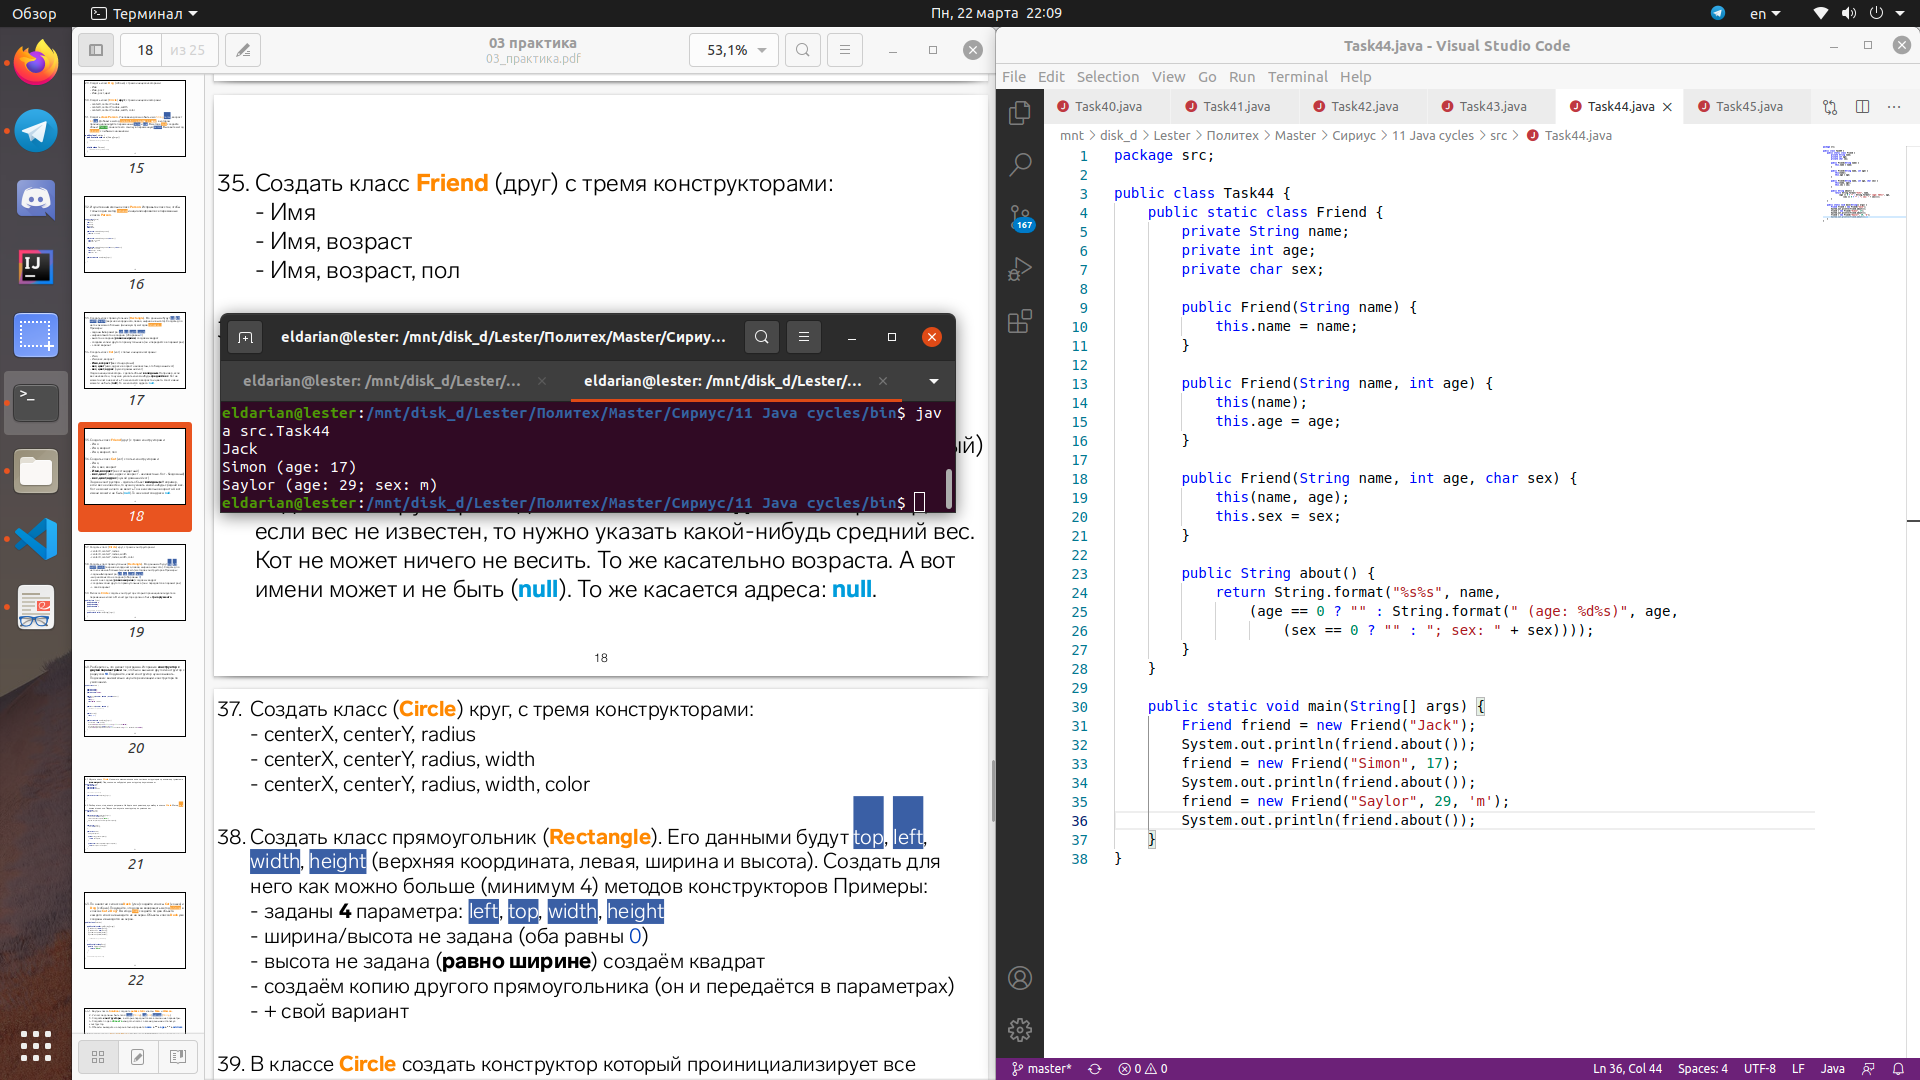 Обзор
Терминал
Пн, 22 марта 22:09
en
18
из 25
03 практика
03_практика.pdf
53,1%
15
16
17
18
19
20
21
22
35. Создать класс Friend (друг) с тремя конструкторами:
- Имя
- Имя, возраст
- Имя, возраст, пол
eldarian@lester: /mnt/disk_d/Lester/Политех/Master/Сириу...
eldarian@lester: /mnt/disk_d/Lester/...
eldarian@lester: /mnt/disk_d/Lester/...
eldarian@lester:/mnt/disk_d/Lester/Политех/Master/Сириус/11 Java cycles/bin$ jav
a src.Task44
Jack
Simon (age: 17)
Saylor (age: 29; sex: m)
eldarian@lester:/mnt/disk_d/Lester/Политех/Master/Сириус/11 Java cycles/bin$
ый)
если вес не известен, то нужно указать какой-нибудь средний вес.
Кот не может ничего не весить. То же касательно возраста. А вот
имени может и не быть (null). То же касается адреса: null.
18
37. Создать класс (Circle) круг, с тремя конструкторами:
- centerX, centerY, radius
- centerX, centerY, radius, width
- centerX, centerY, radius, width, color
38. Создать класс прямоугольник (Rectangle). Его данными будут top, left,
width, height (верхняя координата, левая, ширина и высота). Создать для
него как можно больше (минимум 4) методов конструкторов Примеры:
- заданы 4 параметра: left, top, width, height
- ширина/высота не задана (оба равны 0)
- высота не задана (равно ширине) создаём квадрат
- создаём копию другого прямоугольника (он и передаётся в параметрах)
- + свой вариант
39. В классе Circle создать конструктор который проинициализирует все
Task44.java - Visual Studio Code
File Edit Selection View Go Run Terminal Help
Task40.java Task41.java Task42.java Task43.java Task44.java Task45.java
mnt > disk_d > Lester > Политех > Master > Сириус > 11 Java cycles > src > Task44.java
167
1 package src;
2
3 public class Task44 {
4 public static class Friend {
5 private String name;
6 private int age;
7 private char sex;
8
9 public Friend(String name) {
10 this.name = name;
11 }
12
13 public Friend(String name, int age) {
14 this(name);
15 this.age = age;
16 }
17
18 public Friend(String name, int age, char sex) {
19 this(name, age);
20 this.sex = sex;
21 }
22
23 public String about() {
24 return String.format("%s%s", name,
25 (age == 0 ? "" : String.format(" (age: %d%s)", age,
26 (sex == 0 ? "" : "; sex: " + sex))));
27 }
28 }
29
30 public static void main(String[] args) {
31 Friend friend = new Friend("Jack");
32 System.out.println(friend.about());
33 friend = new Friend("Simon", 17);
34 System.out.println(friend.about());
35 friend = new Friend("Saylor", 29, 'm');
36 System.out.println(friend.about());
37 }
38 }
master* 0 0
Ln 36, Col 44 Spaces: 4 UTF-8 LF Java